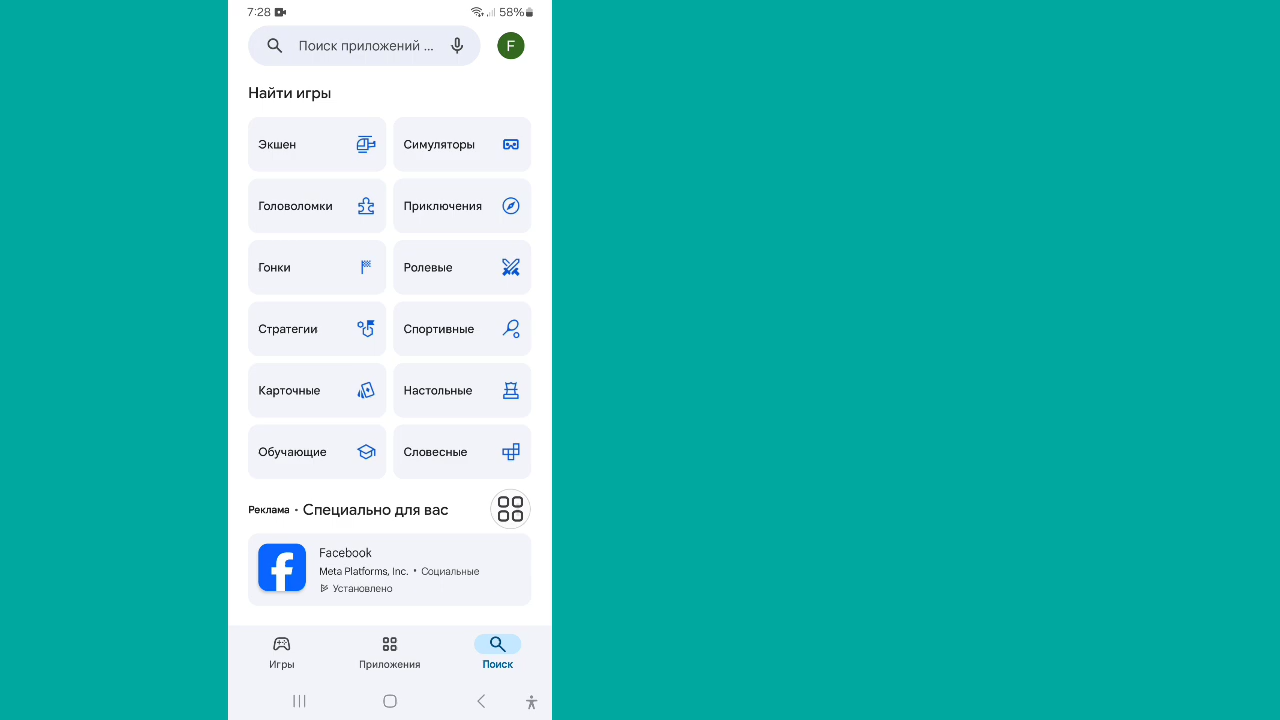 7:28
58%
Поиск приложений ...
F
Найти игры
Экшен
Симуляторы
Головоломки
Приключения
Гонки
Ролевые
Стратегии
Спортивные
Карточные
Настольные
Обучающие
Словесные
Реклама • Специально для вас
Facebook
Meta Platforms, Inc. • Социальные
Установлено
Игры
Приложения
Поиск